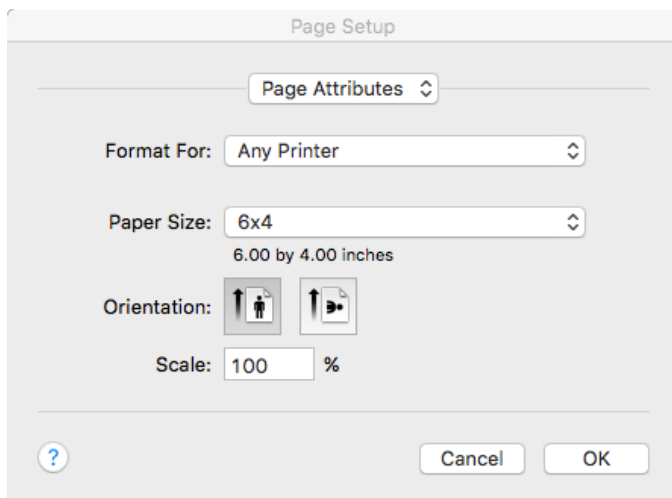 Page Setup
Page Attributes
Format For: Any Printer
Paper Size: 6x4
6.00 by 4.00 inches
Orientation:
Scale: 100 %
? Cancel OK